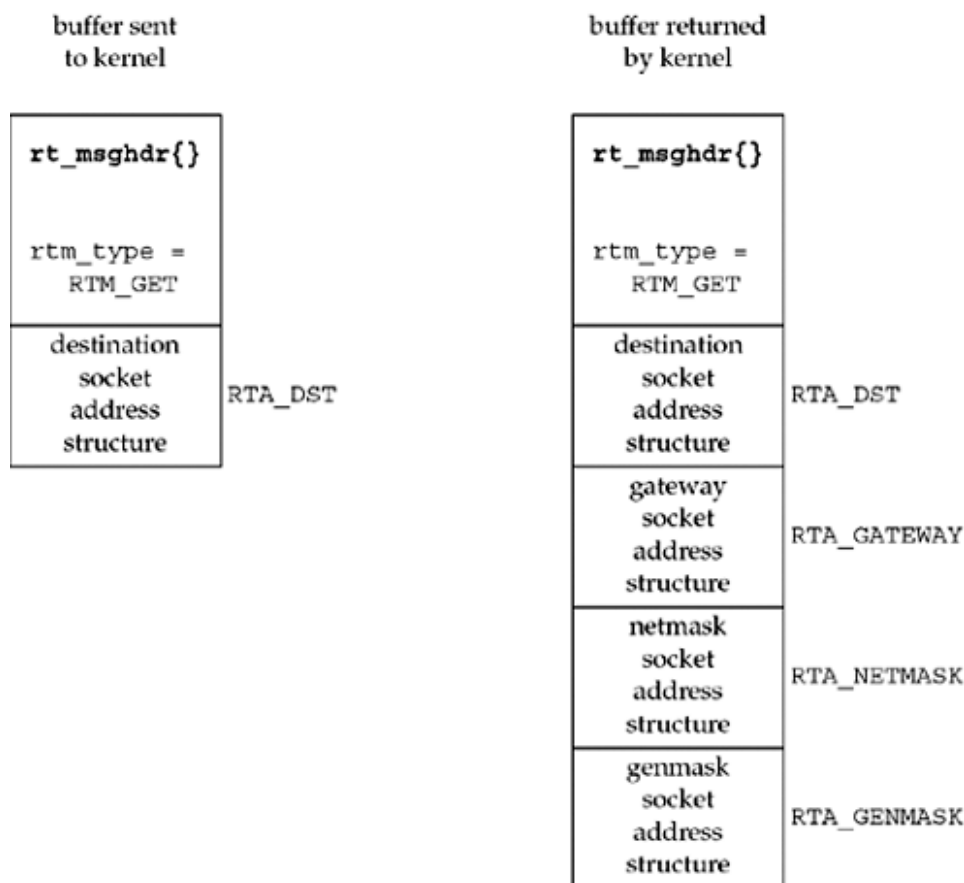 buffer sent
to kernel
rt_msghdr{}
rtm_type =
RTM_GET
destination
socket
address
structure
RTA_DST
buffer returned
by kernel
rt_msghdr{}
rtm_type =
RTM_GET
destination
socket
address
structure
RTA_DST
gateway
socket
address
structure
RTA_GATEWAY
netmask
socket
address
structure
RTA_NETMASK
genmask
socket
address
structure
RTA_GENMASK